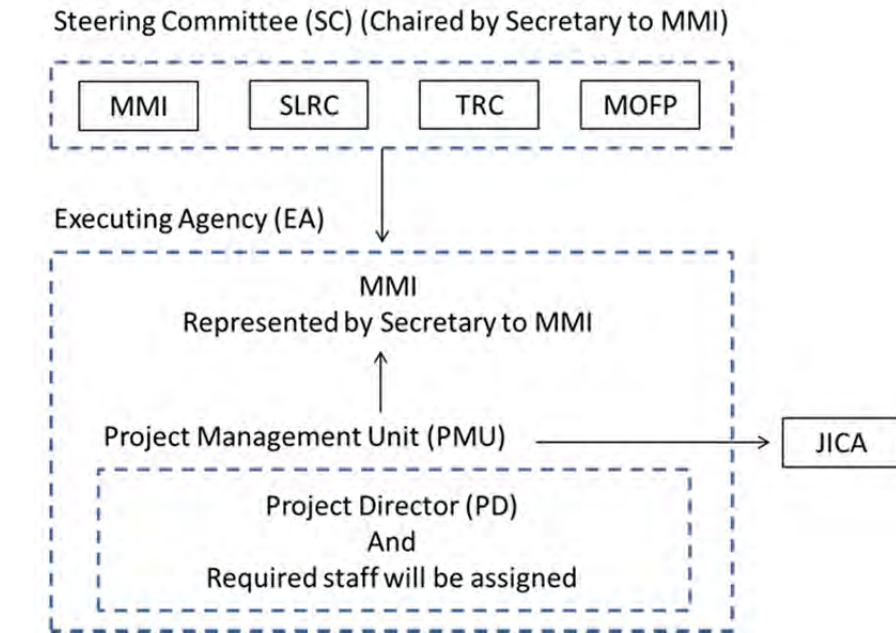 Steering Committee (SC) (Chaired by Secretary to MMI)
MMI SLRC TRC MOFP
Executing Agency (EA)
MMI
Represented by Secretary to MMI
Project Management Unit (PMU)
JICA
Project Director (PD)
And
Required staff will be assigned